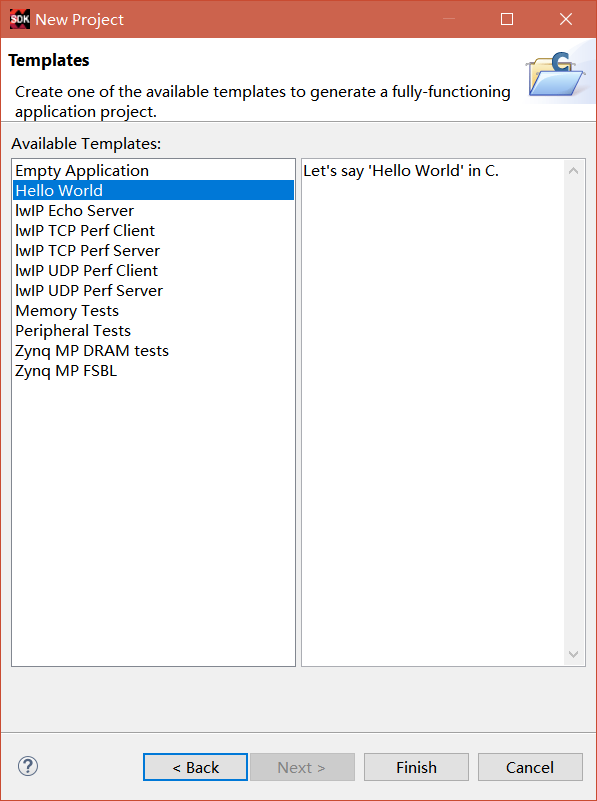 SDK New Project
Templates
Create one of the available templates to generate a fully-functioning
application project.
Available Templates:
Empty Application
Hello World
lwIP Echo Server
lwIP TCP Perf Client
lwIP TCP Perf Server
lwIP UDP Perf Client
lwIP UDP Perf Server
Memory Tests
Peripheral Tests
Zynq MP DRAM tests
Zynq MP FSBL
Let's say 'Hello World' in C.
< Back
Next >
Finish
Cancel